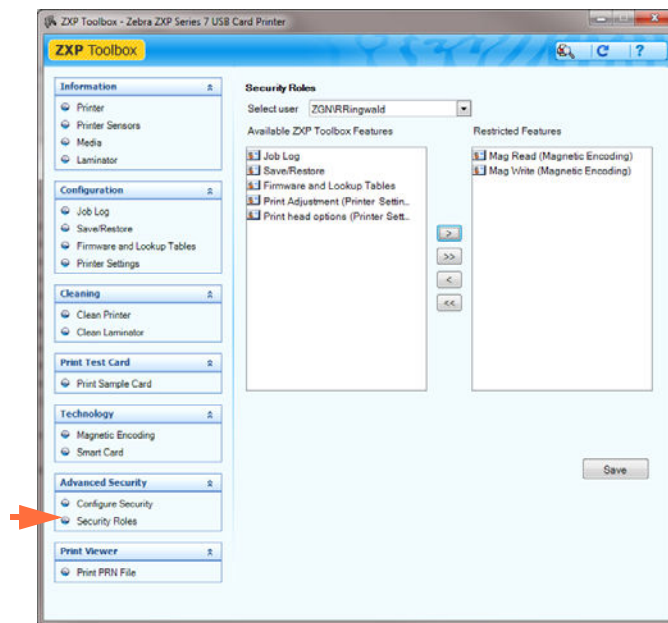 ZXP Toolbox - Zebra ZXP Series 7 USB Card Printer
ZXP Toolbox
?
Information
Printer
Printer Sensors
Media
Laminator
Configuration
Job Log
Save/Restore
Firmware and Lookup Tables
Printer Settings
Cleaning
Clean Printer
Clean Laminator
Print Test Card
Print Sample Card
Technology
Magnetic Encoding
Smart Card
Advanced Security
Configure Security
Security Roles
Print Viewer
Print PRN File
Security Roles
Select user ZGN\RRingwald
Available ZXP Toolbox Features
Job Log
Save/Restore
Firmware and Lookup Tables
Print Adjustment (Printer Settin...
Print head options (Printer Sett...
>
>>
<
<<
Restricted Features
Mag Read (Magnetic Encoding)
Mag Write (Magnetic Encoding)
Save